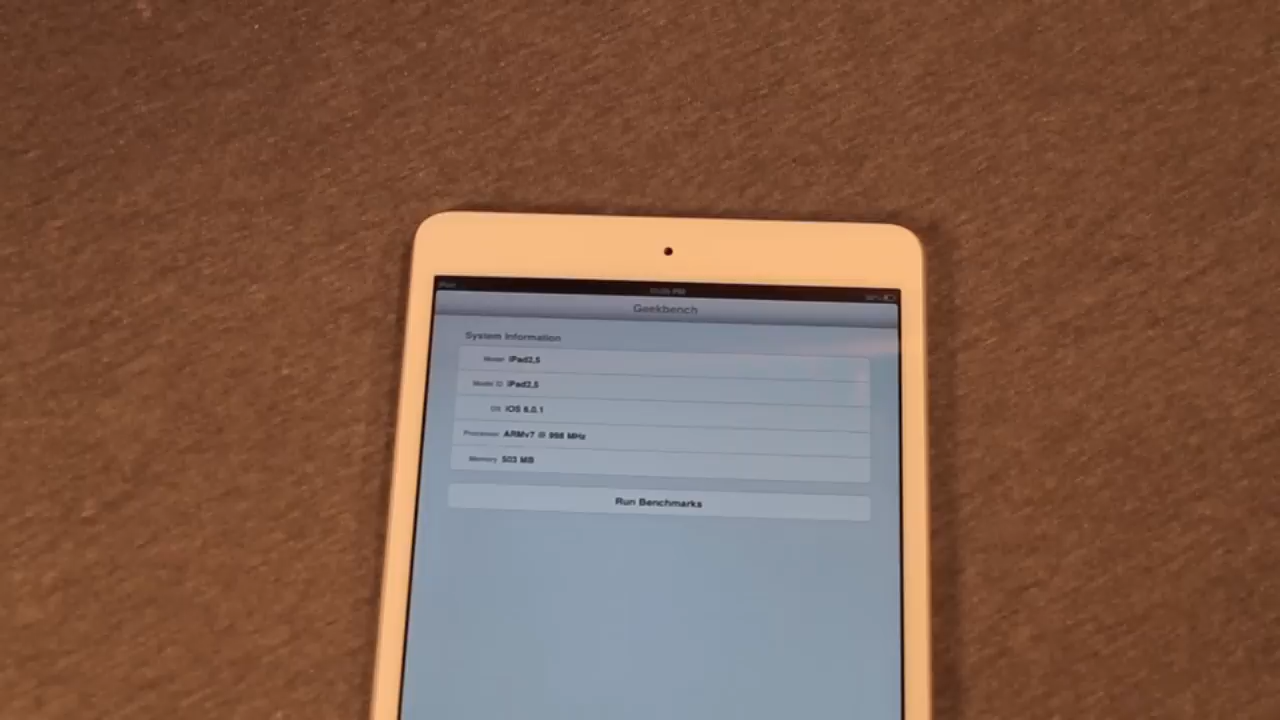 iPad
Geekbench
System Information
Model iPad2,5
Model ID iPad2,5
OS iOS 6.0.1
Processor ARMv7 @ 998 MHz
Memory 503 MB
Run Benchmarks